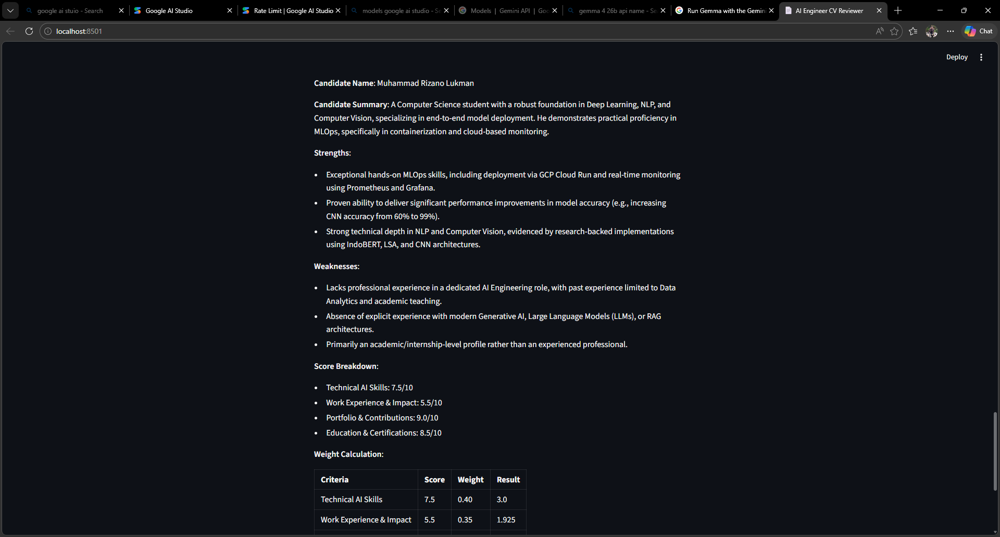 google ai stuio - Search
Google AI Studio
Rate Limit | Google AI Studio
models google ai studio - Se
Models | Gemini API | Goo
gemma 4 26b api name - Se
Run Gemma with the Gemini
AI Engineer CV Reviewer
localhost:8501
Chat
Deploy
Candidate Name: Muhammad Rizano Lukman
Candidate Summary: A Computer Science student with a robust foundation in Deep Learning, NLP, and
Computer Vision, specializing in end-to-end model deployment. He demonstrates practical proficiency in
MLOps, specifically in containerization and cloud-based monitoring.
Strengths:
• Exceptional hands-on MLOps skills, including deployment via GCP Cloud Run and real-time monitoring
using Prometheus and Grafana.
• Proven ability to deliver significant performance improvements in model accuracy (e.g., increasing
CNN accuracy from 60% to 99%).
• Strong technical depth in NLP and Computer Vision, evidenced by research-backed implementations
using IndoBERT, LSA, and CNN architectures.
Weaknesses:
• Lacks professional experience in a dedicated AI Engineering role, with past experience limited to Data
Analytics and academic teaching.
• Absence of explicit experience with modern Generative AI, Large Language Models (LLMs), or RAG
architectures.
• Primarily an academic/internship-level profile rather than an experienced professional.
Score Breakdown:
• Technical AI Skills: 7.5/10
• Work Experience & Impact: 5.5/10
• Portfolio & Contributions: 9.0/10
• Education & Certifications: 8.5/10
Weight Calculation:
Criteria Score Weight Result
Technical AI Skills 7.5 0.40 3.0
Work Experience & Impact 5.5 0.35 1.925